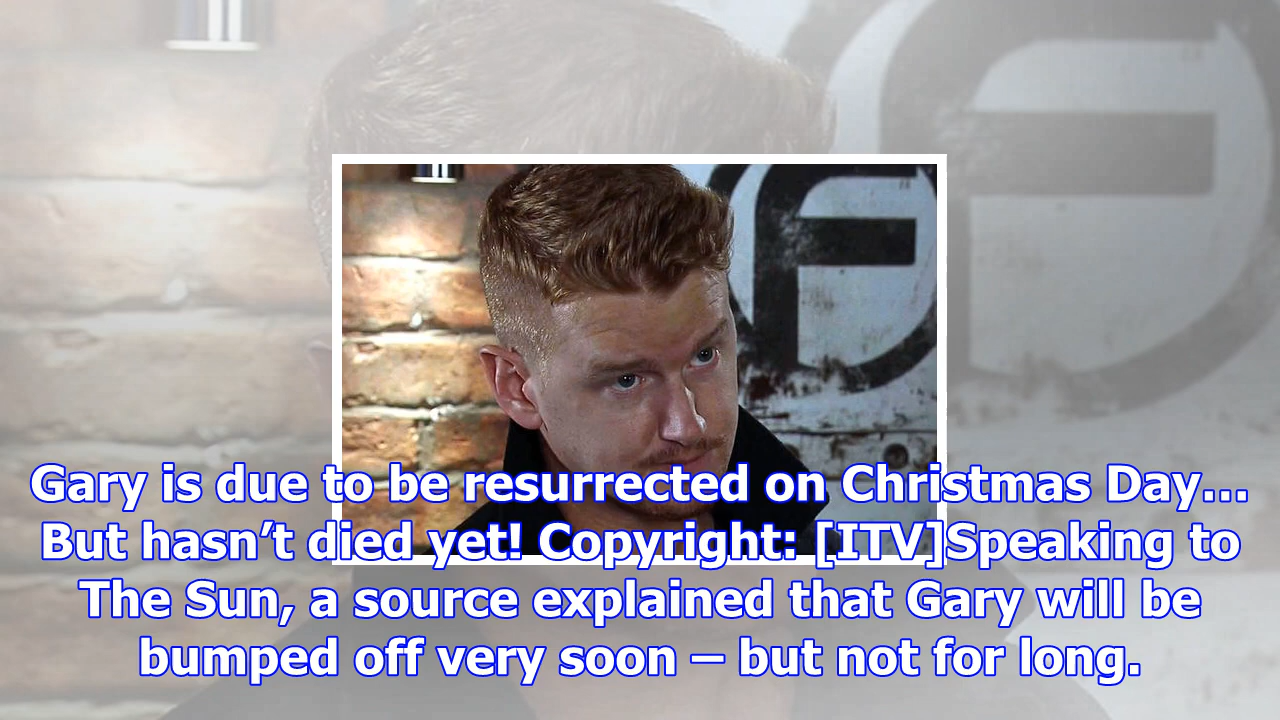 Gary is due to be resurrected on Christmas Day…
But hasn’t died yet! Copyright: [ITV]Speaking to
The Sun, a source explained that Gary will be
bumped off very soon – but not for long.